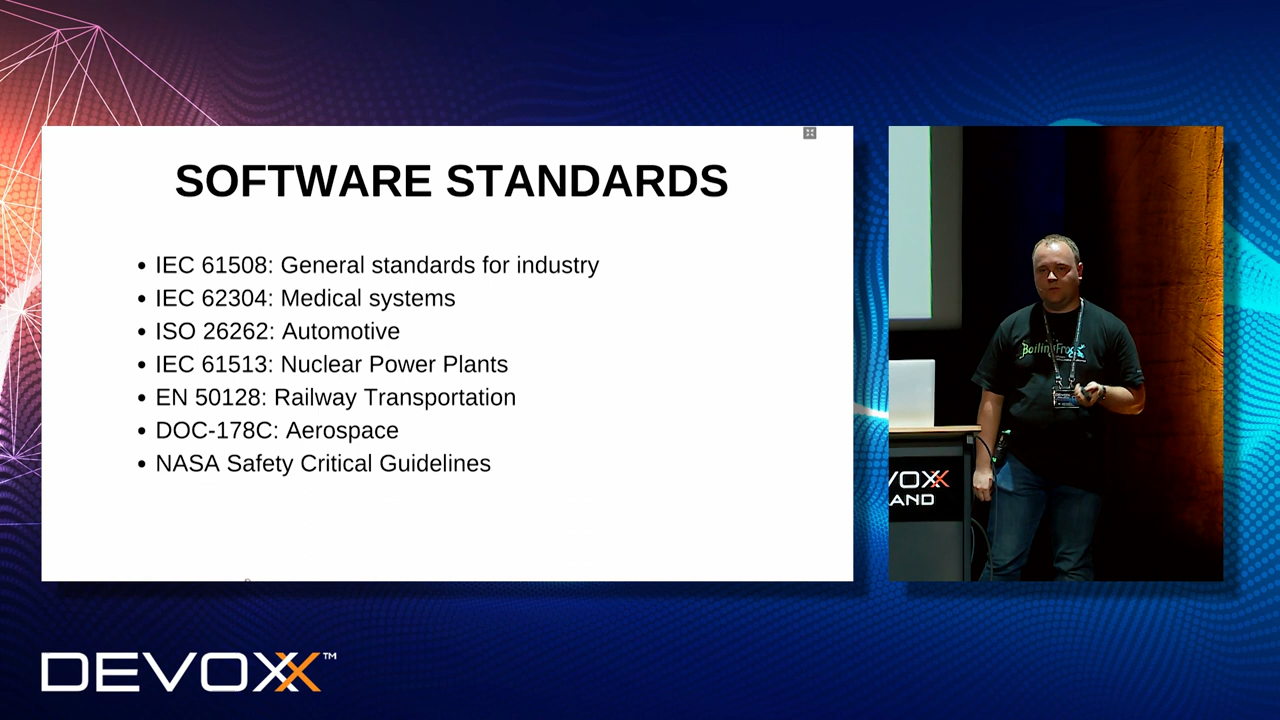 SOFTWARE STANDARDS
IEC 61508: General standards for industry
IEC 62304: Medical systems
ISO 26262: Automotive
IEC 61513: Nuclear Power Plants
EN 50128: Railway Transportation
DOC-178C: Aerospace
NASA Safety Critical Guidelines
BoilingFrogs
VOXX
AND
DEVOXX™